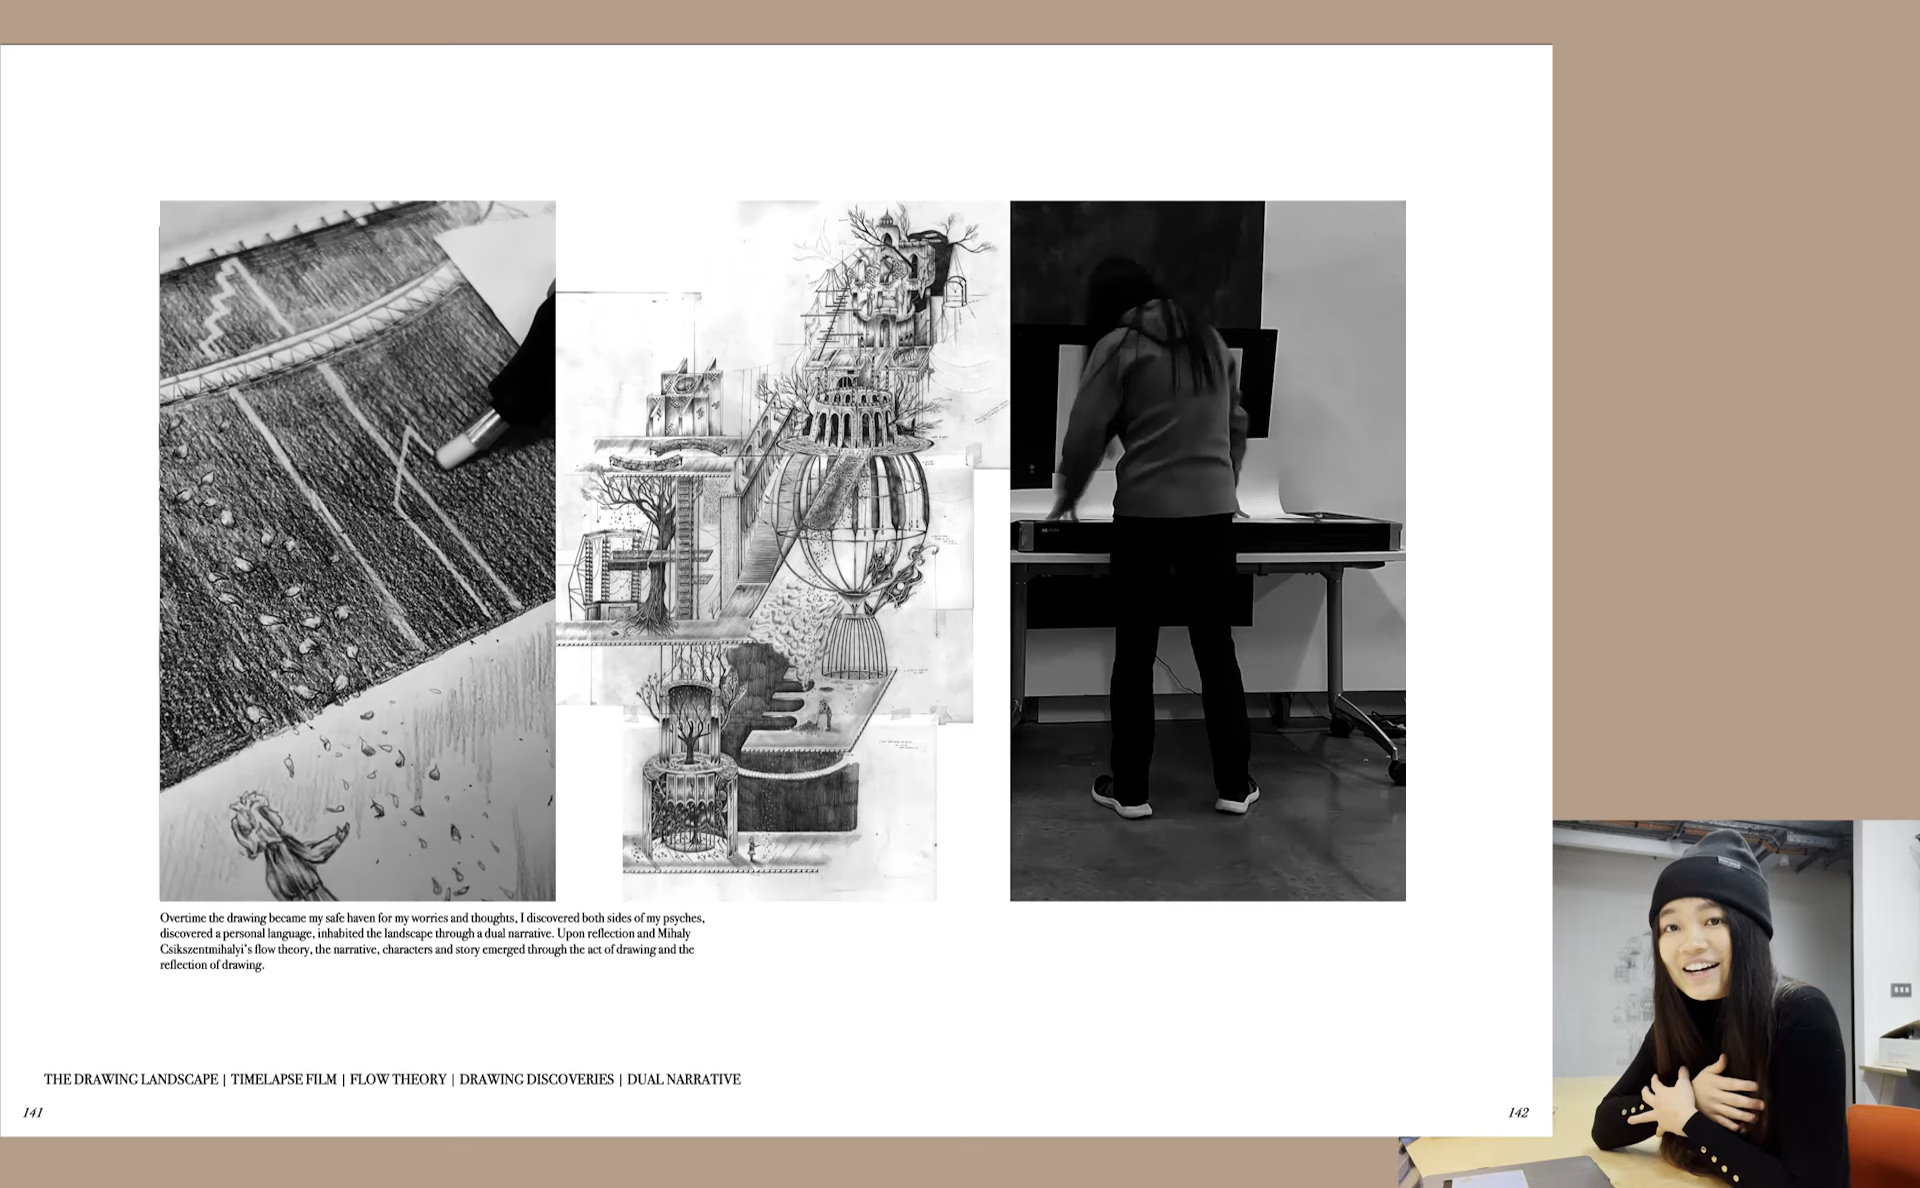 Overtime the drawing became my safe haven for my worries and thoughts, I discovered both sides of my psyches,
discovered a personal language, inhabited the landscape through a dual narrative. Upon reflection and Mihaly
Csikszentmihalyi's flow theory, the narrative, characters and story emerged through the act of drawing and the
reflection of drawing.
THE DRAWING LANDSCAPE | TIMELAPSE FILM | FLOW THEORY | DRAWING DISCOVERIES | DUAL NARRATIVE
141
142